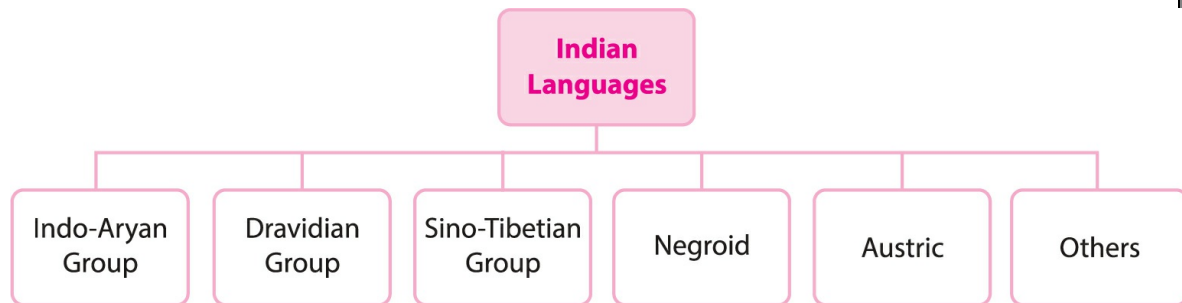 Indian
Languages
Indo-Aryan
Group
Dravidian
Group
Sino-Tibetian
Group
Negroid
Austric
Others